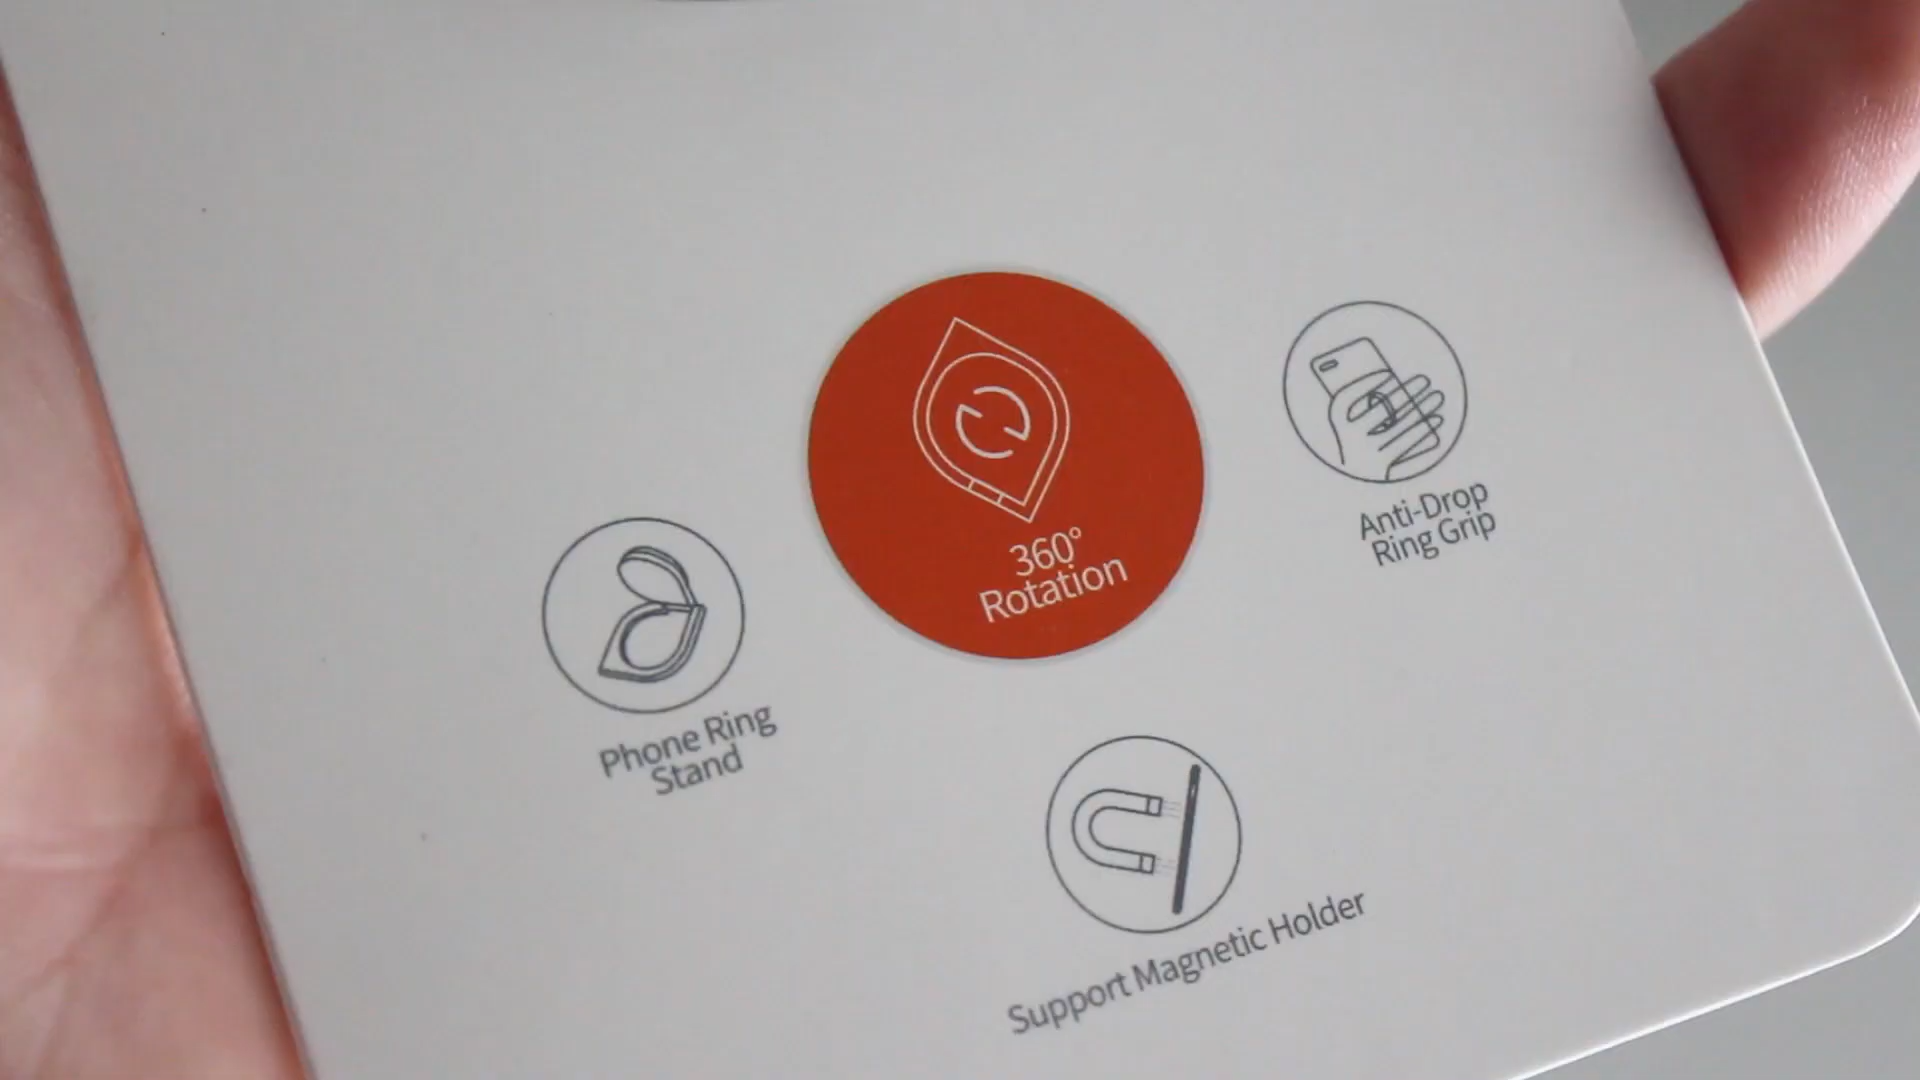 360°
Rotation
Anti-Drop
Ring Grip
Phone Ring
Stand
Support Magnetic Holder